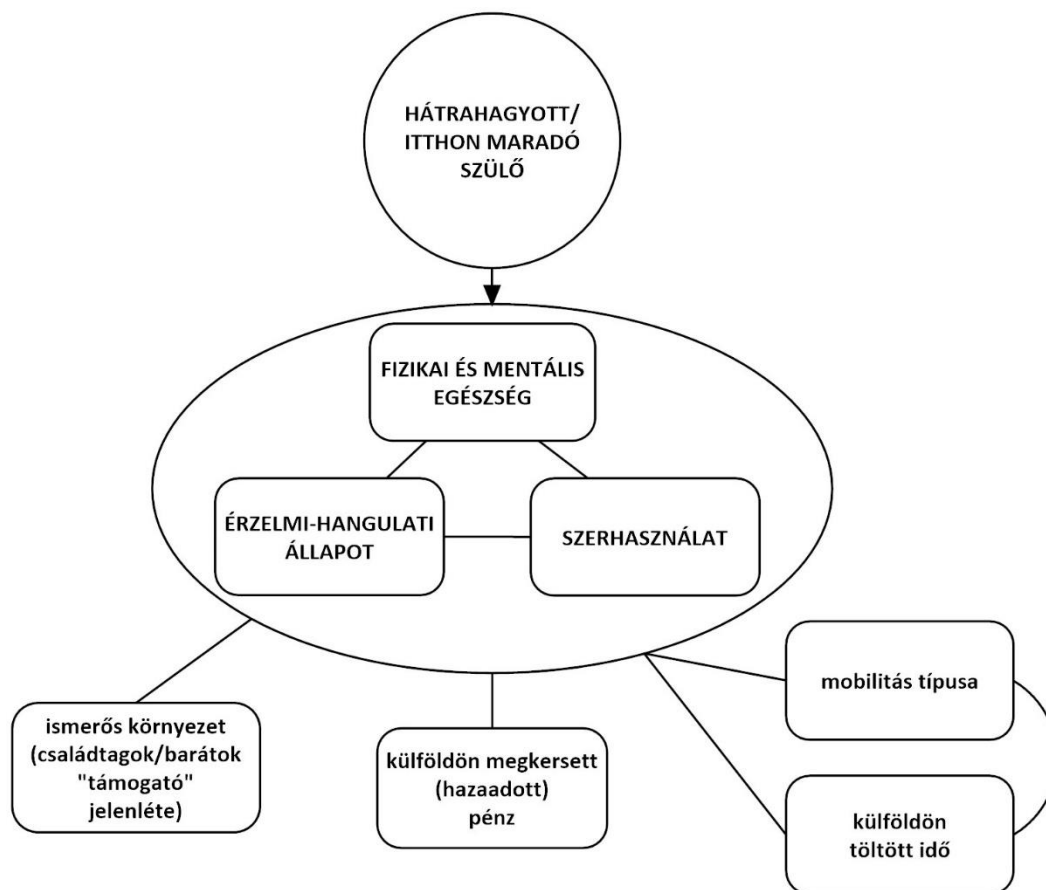 HÁTRAHAGYOTT/
ITTHON MARADÓ
SZÜLŐ
FIZIKAI ÉS MENTÁLIS
EGÉSZSÉG
ÉRZELMI-HANGULATI
ÁLLAPOT
SZERHASZNÁLAT
ismerős környezet
(családtagok/barátok
"támogató"
jelenléte)
külföldön megkersett
(hazaadott)
pénz
mobilitás típusa
külföldön
töltött idő